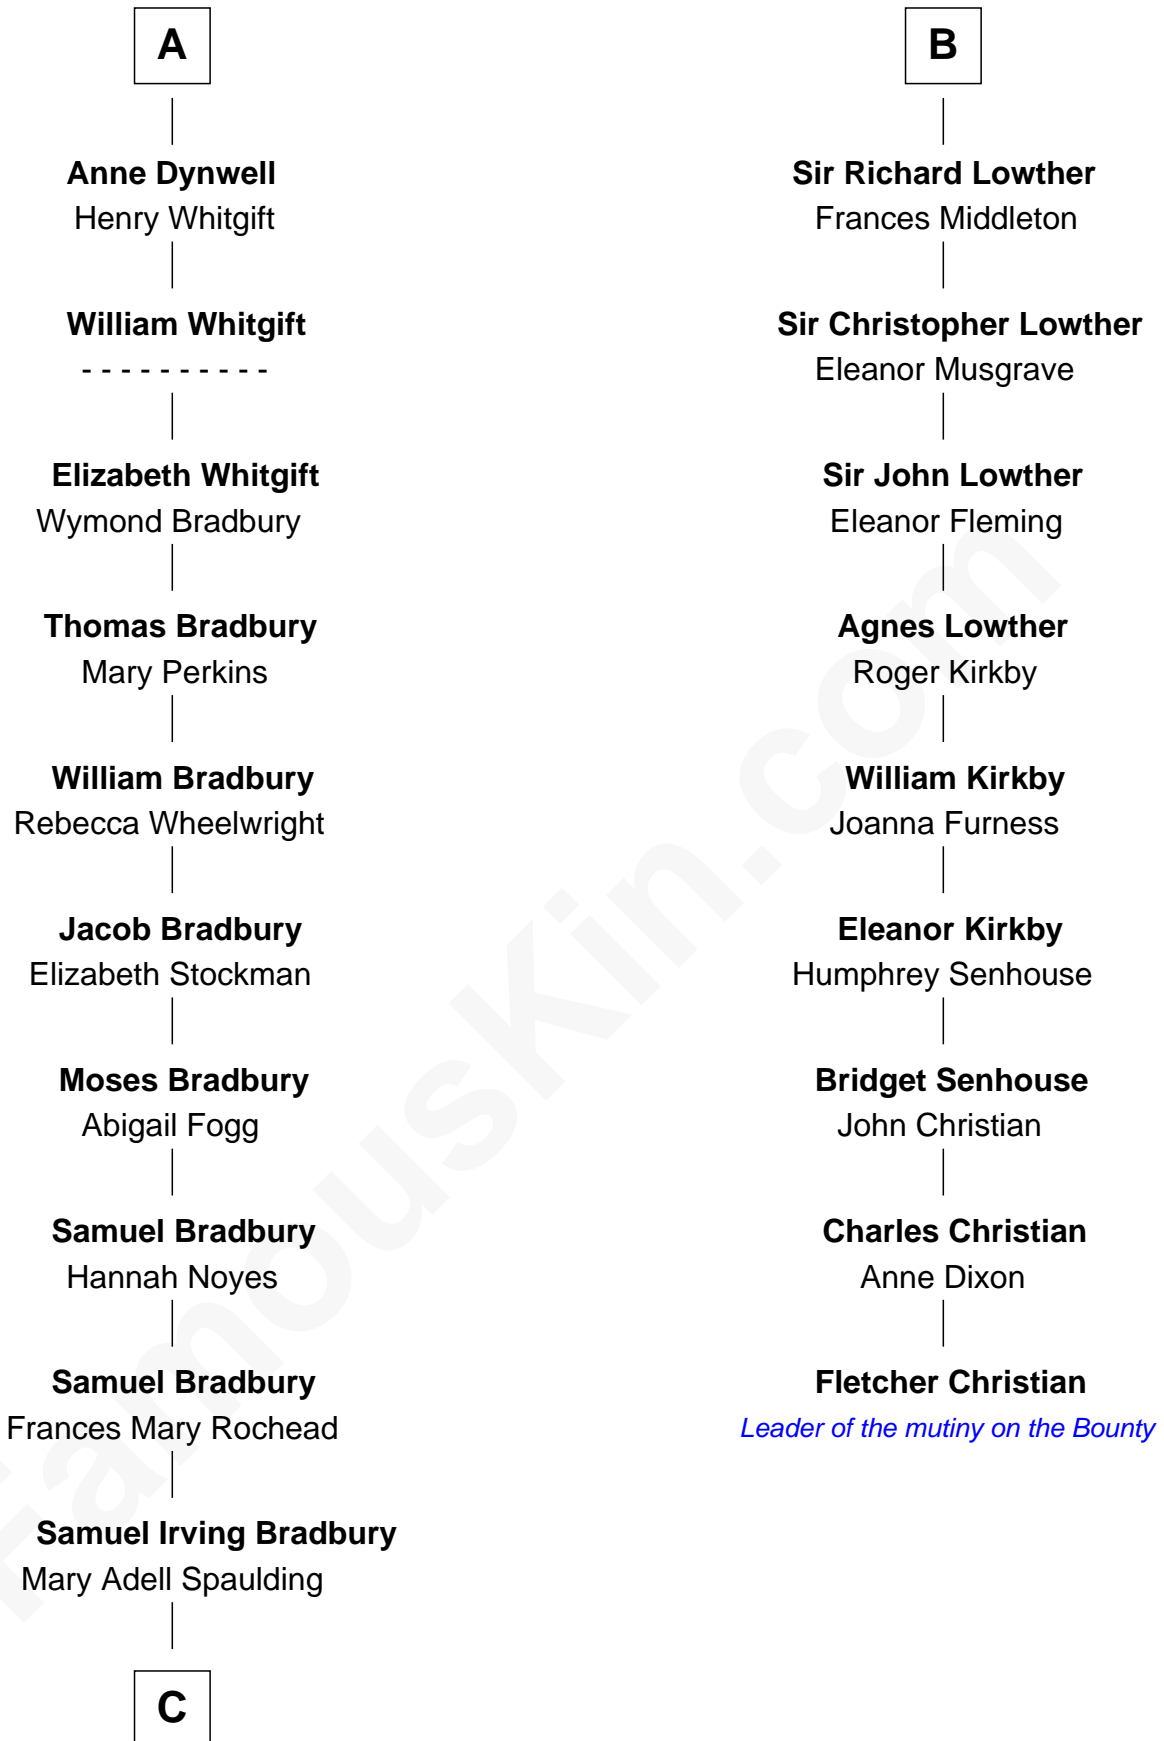 A
Anne Dynwell
Henry Whitgift
William Whitgift
- - - - - - - - - -
Elizabeth Whitgift
Wymond Bradbury
Thomas Bradbury
Mary Perkins
William Bradbury
Rebecca Wheelwright
Jacob Bradbury
Elizabeth Stockman
Moses Bradbury
Abigail Fogg
Samuel Bradbury
Hannah Noyes
Samuel Bradbury
Frances Mary Rochead
Samuel Irving Bradbury
Mary Adell Spaulding
C
B
Sir Richard Lowther
Frances Middleton
Sir Christopher Lowther
Eleanor Musgrave
Sir John Lowther
Eleanor Fleming
Agnes Lowther
Roger Kirkby
William Kirkby
Joanna Furness
Eleanor Kirkby
Humphrey Senhouse
Bridget Senhouse
John Christian
Charles Christian
Anne Dixon
Fletcher Christian
Leader of the mutiny on the Bounty
FamousKin.com